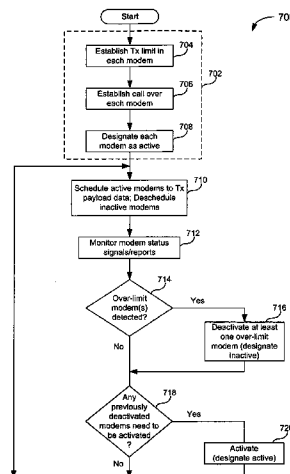 Start
Establish Tx limit in
each modem
704
702
Establish call over
each modem
706
Designate each
modem as active
708
Schedule active modems to Tx
payload data; Deschedule
inactive modems
710
Monitor modem status
signals/reports
712
Over-limit
modem(s)
detected?
714
Yes
No
Deactivate at least
one over-limit
modem (designate
inactive)
716
Any
previously
deactivated
modems need to
be activated
?
718
Yes
No
Activate
(designate active)